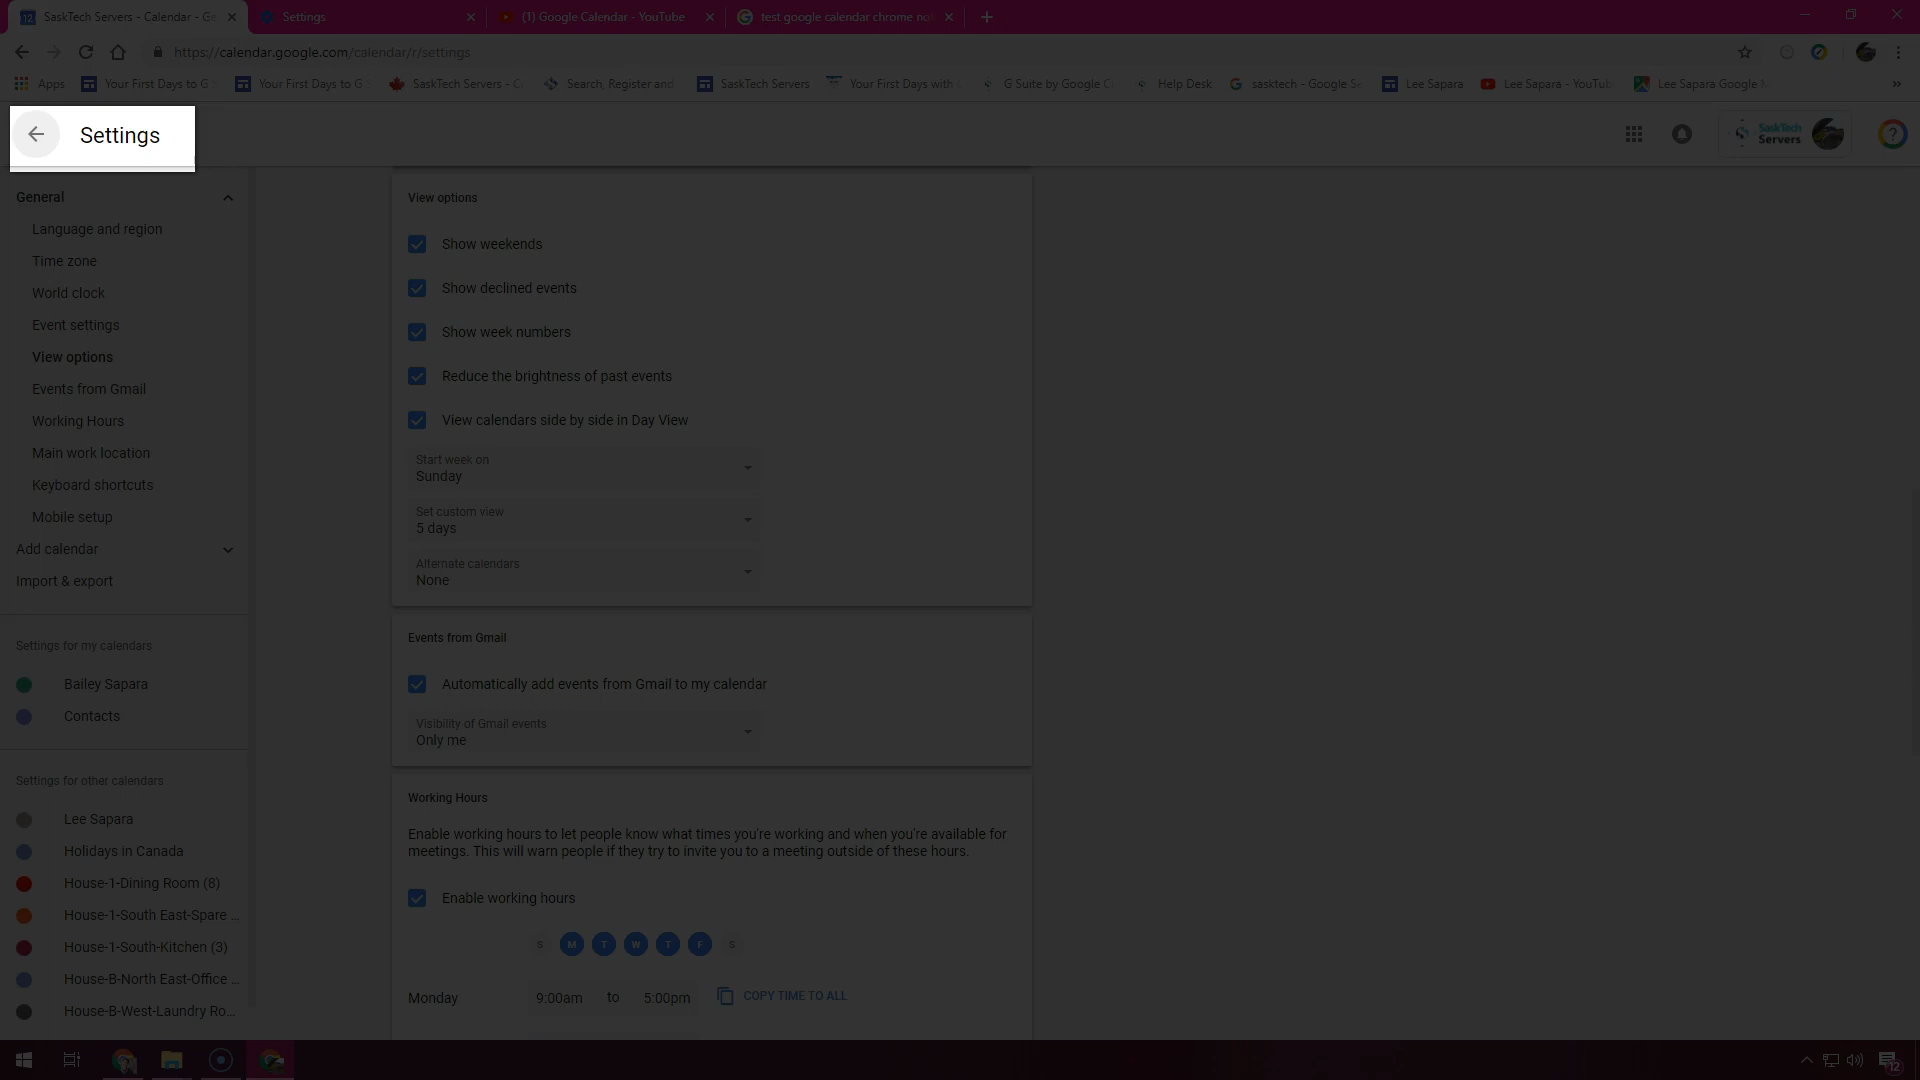 SaskTech Servers - Calendar - Ge
Settings
(1) Google Calendar - YouTube
test google calendar chrome not
https://calendar.google.com/calendar/r/settings
Apps
Your First Days to G
Your First Days to G
SaskTech Servers - C
Search, Register and
SaskTech Servers
Your First Days with
G Suite by Google Cl
Help Desk
sasktech - Google Se
Lee Sapara
Lee Sapara - YouTub
Lee Sapara Google
Settings
SaskTech
Servers
General
Language and region
Time zone
World clock
Event settings
View options
Events from Gmail
Working Hours
Main work location
Keyboard shortcuts
Mobile setup
Add calendar
Import & export
Settings for my calendars
Bailey Sapara
Contacts
Settings for other calendars
Lee Sapara
Holidays in Canada
House-1-Dining Room (8)
House-1-South East-Spare ...
House-1-South-Kitchen (3)
House-B-North East-Office ...
House-B-West-Laundry Ro...
View options
Show weekends
Show declined events
Show week numbers
Reduce the brightness of past events
View calendars side by side in Day View
Start week on
Sunday
Set custom view
5 days
Alternate calendars
None
Events from Gmail
Automatically add events from Gmail to my calendar
Visibility of Gmail events
Only me
Working Hours
Enable working hours to let people know what times you're working and when you're available for
meetings. This will warn people if they try to invite you to a meeting outside of these hours.
Enable working hours
S M T W T F S
Monday 9:00am to 5:00pm COPY TIME TO ALL
12